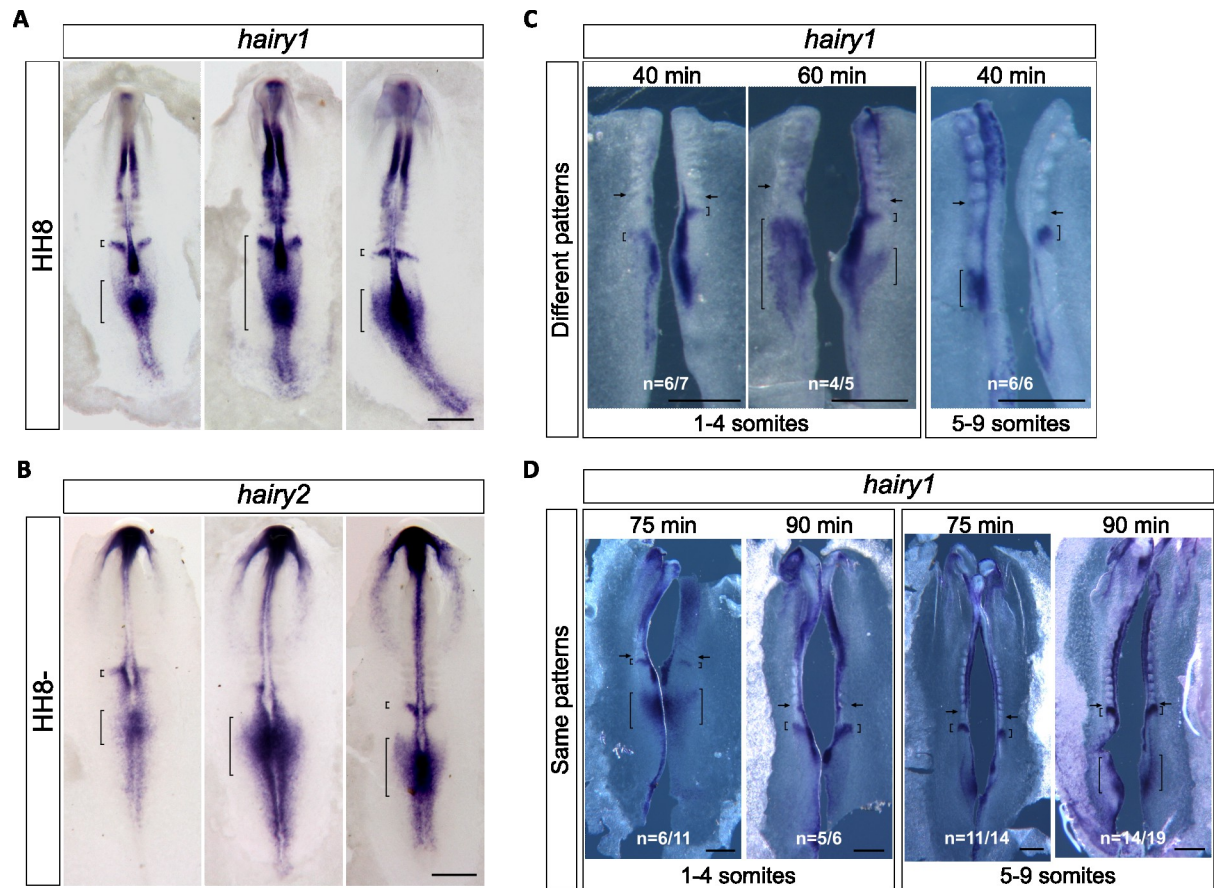 A
hairy1
HH8
B
hairy2
HH8-
C
hairy1
Different patterns
40 min
60 min
40 min
n=6/7
n=4/5
n=6/6
1-4 somites
5-9 somites
D
hairy1
Same patterns
75 min
90 min
75 min
90 min
n=6/11
n=5/6
n=11/14
n=14/19
1-4 somites
5-9 somites